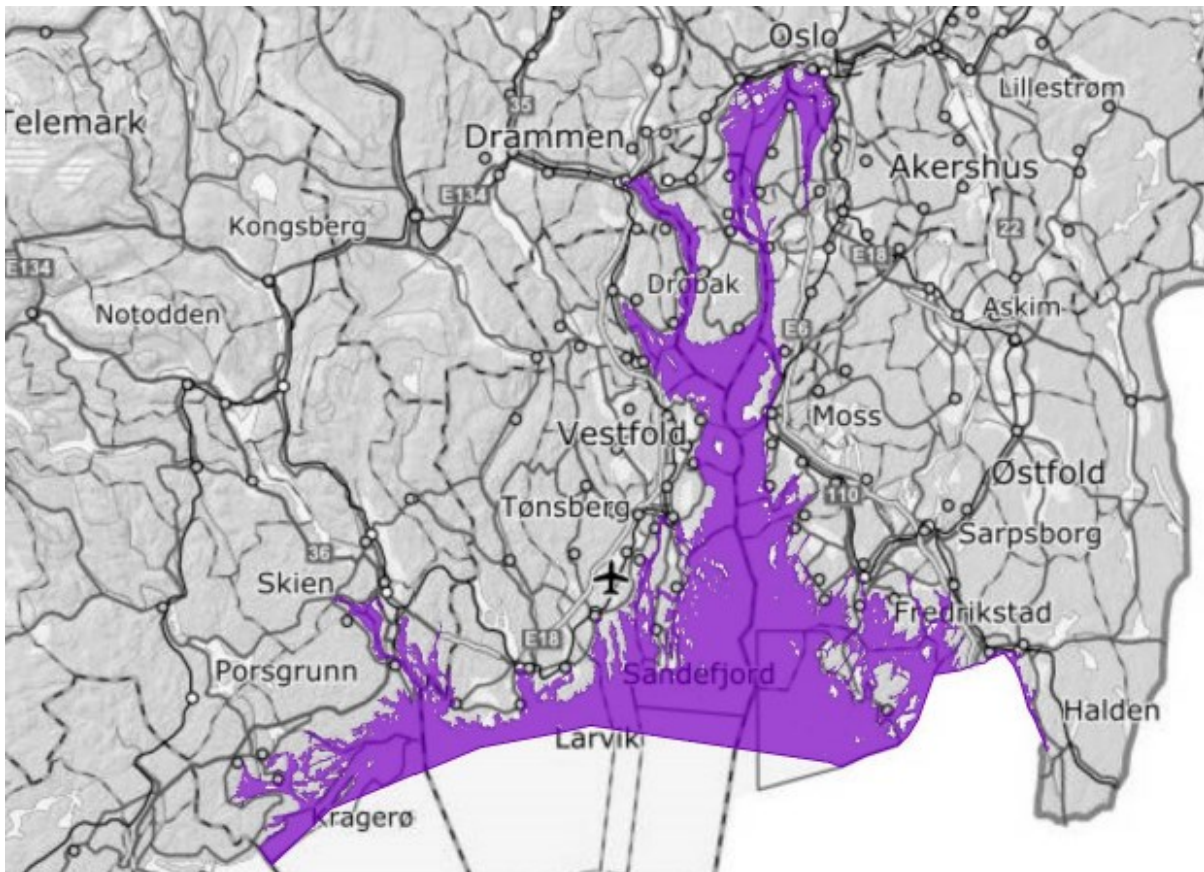 Oslo
Lillestrøm
35
Telemark
Drammen
Akershus
E134
Kongsberg
22
E18
E134
Drøbak
Askim
Notodden
E6
Moss
Vestfold
Østfold
110
Tønsberg
Sarpsborg
36
Skien
Fredrikstad
E18
Porsgrunn
Sandefjord
Halden
Larvik
Kragerø